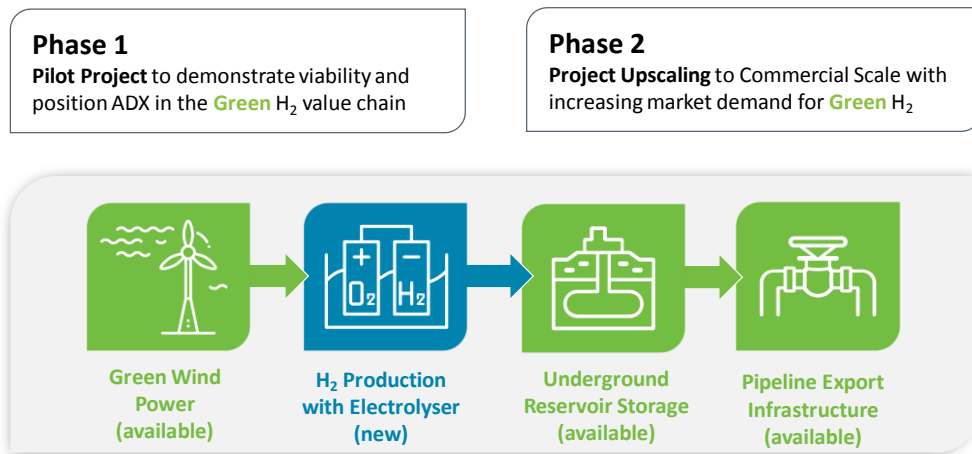 Phase 1
Pilot Project to demonstrate viability and
position ADX in the Green H₂ value chain
Phase 2
Project Upscaling to Commercial Scale with
increasing market demand for Green H₂
+
O₂
−
H₂
Green Wind
Power
(available)
H₂ Production
with Electrolyser
(new)
Underground
Reservoir Storage
(available)
Pipeline Export
Infrastructure
(available)